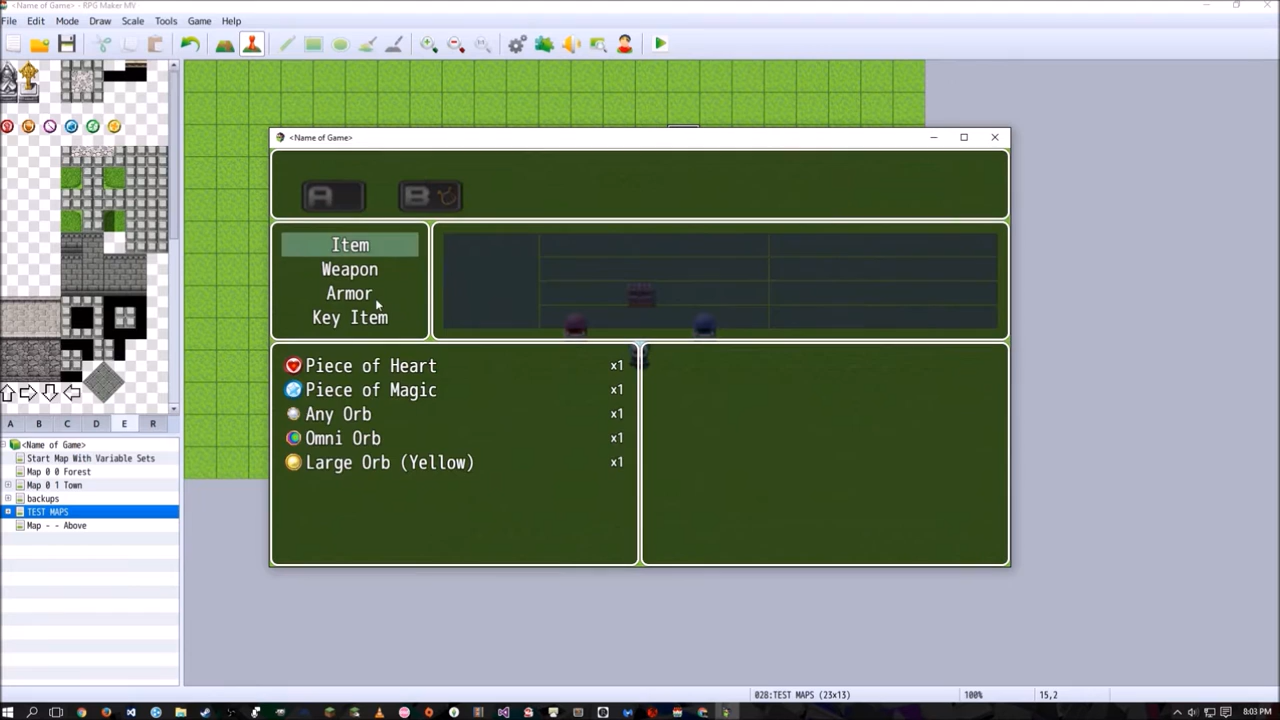 <Name of Game> - RPG Maker MV
File Edit Mode Draw Scale Tools Game Help
<Name of Game>
A B
Item
Weapon
Armor
Key Item
Piece of Heart x1
Piece of Magic x1
Any Orb x1
Omni Orb x1
Large Orb (Yellow) x1
A B C D E R
<Name of Game>
Start Map With Variable Sets
Map 0 0 Forest
Map 0 1 Town
backups
TEST MAPS
Map - - Above
028:TEST MAPS (23x13) 100% 15,2
8:03 PM